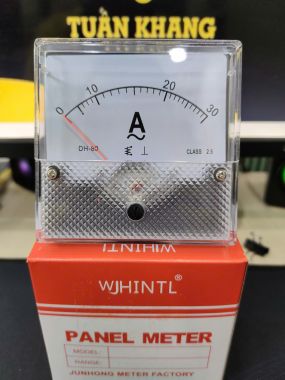 TUẤN KHANG
0 10 20 30
A
DH-80 CLASS 2.5
WJHINTL
WJHINTL®
PANEL METER
MODEL:
RANGE:
JUNHONG METER FACTORY